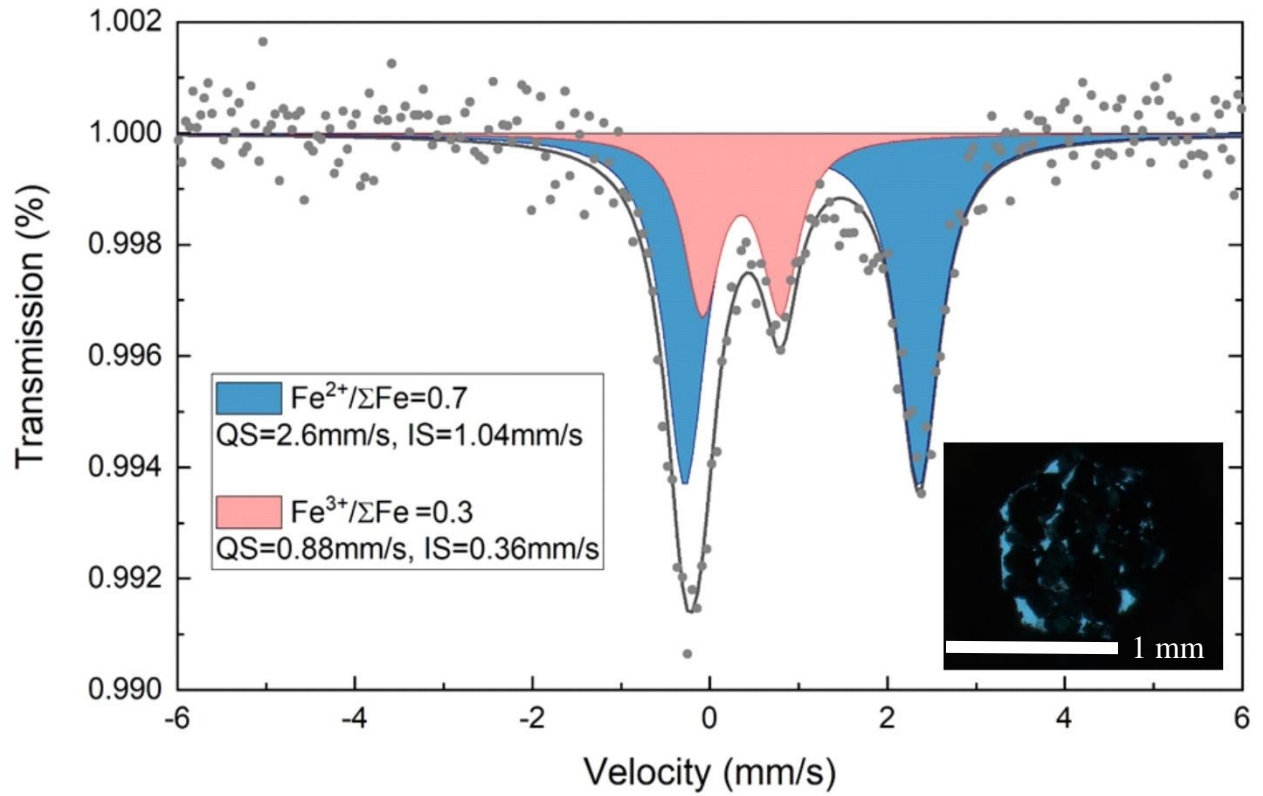 1.002
1.000
0.998
0.996
0.994
0.992
0.990
Transmission (%)
Fe²⁺/ΣFe=0.7
QS=2.6mm/s, IS=1.04mm/s
Fe³⁺/ΣFe =0.3
QS=0.88mm/s, IS=0.36mm/s
1 mm
-6 -4 -2 0 2 4 6
Velocity (mm/s)